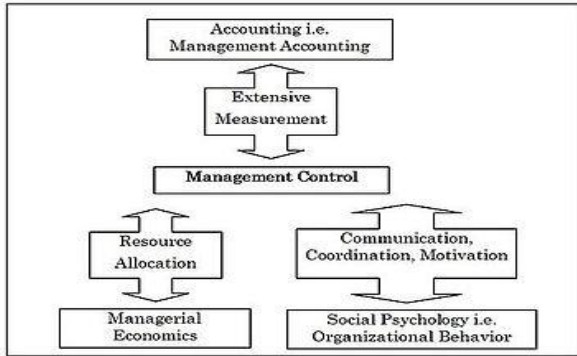 Accounting i.e.
Management Accounting
Extensive
Measurement
Management Control
Resource
Allocation
Communication,
Coordination, Motivation
Managerial
Economics
Social Psychology i.e.
Organizational Behavior